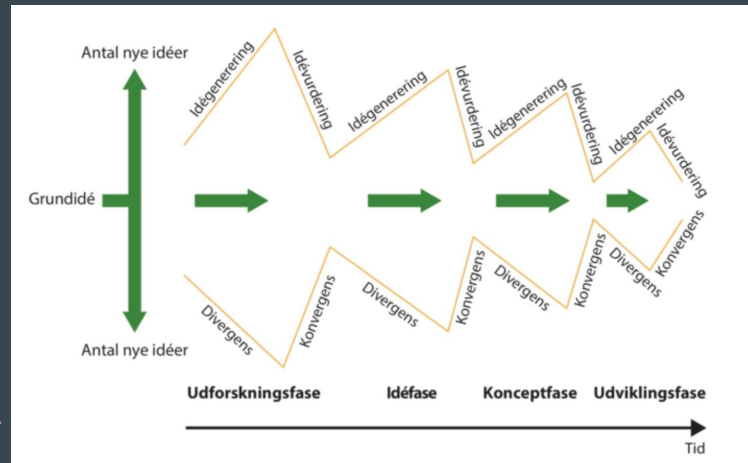 Antal nye idéer
Idégenerering
Idévurdering
Idégenerering
Idévurdering
Idégenerering
Idévurdering
Idégenerering
Idévurdering
Grundidé
Divergens
Konvergens
Divergens
Konvergens
Divergens
Konvergens
Divergens
Konvergens
Antal nye idéer
Udforskningsfase
Idéfase
Konceptfase
Udviklingsfase
Tid